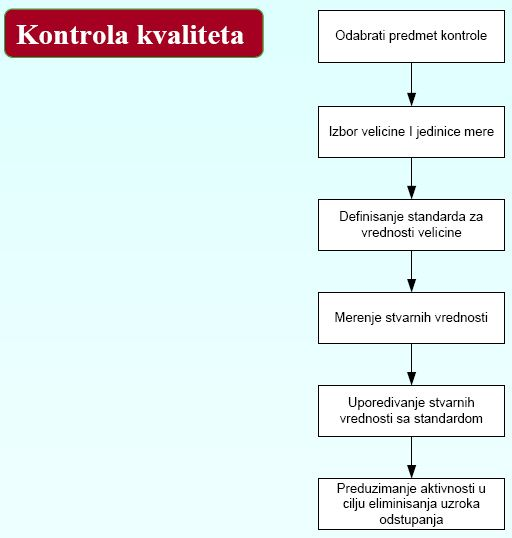 Kontrola kvaliteta
Odabrati predmet kontrole
Izbor velicine I jedinice mere
Definisanje standarda za
vrednosti velicine
Merenje stvarnih vrednosti
Uporedivanje stvarnih
vrednosti sa standardom
Preduzimanje aktivnosti u
cilju eliminisanja uzroka
odstupanja